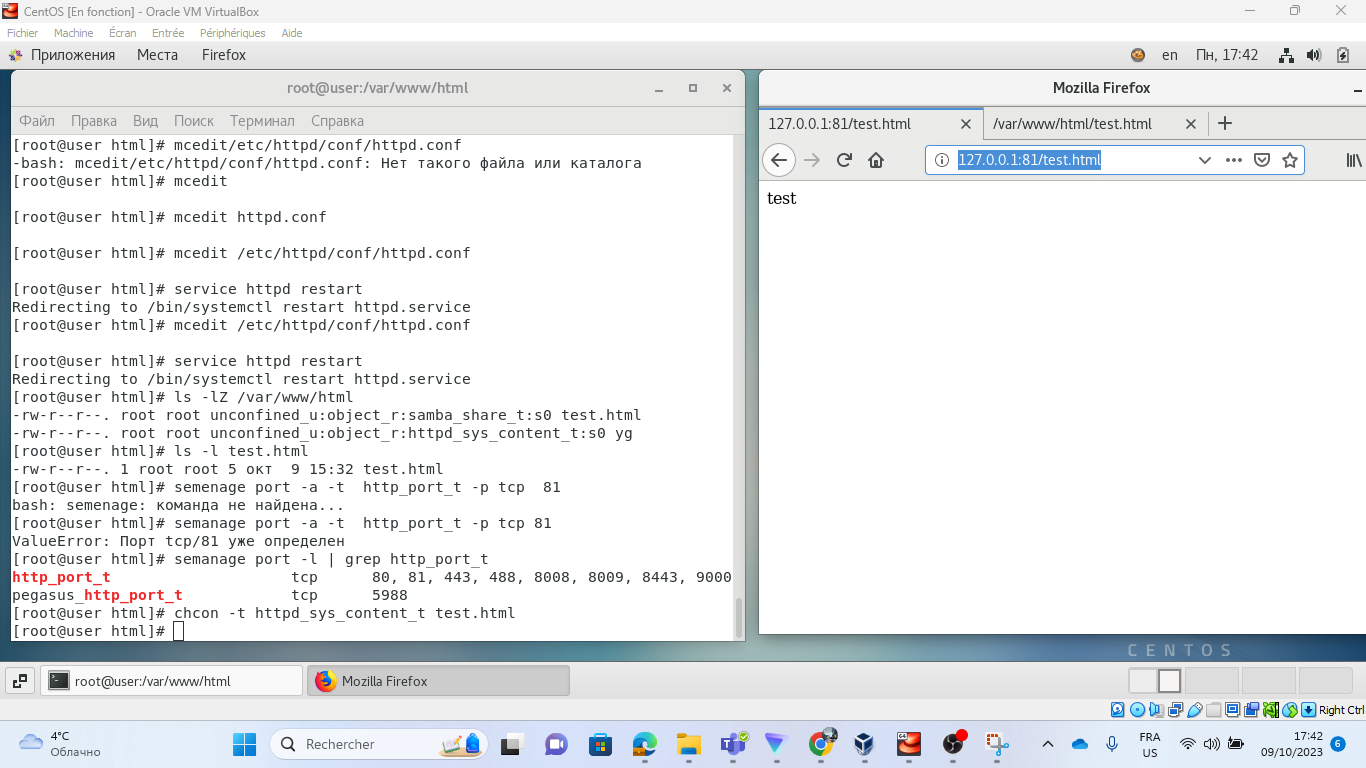 CentOS [En fonction] - Oracle VM VirtualBox
Fichier Machine Écran Entrée Périphériques Aide
Приложения Места Firefox en Пн, 17:42
root@user:/var/www/html
Файл Правка Вид Поиск Терминал Справка
[root@user html]# mcedit/etc/httpd/conf/httpd.conf
-bash: mcedit/etc/httpd/conf/httpd.conf: Нет такого файла или каталога
[root@user html]# mcedit
[root@user html]# mcedit httpd.conf
[root@user html]# mcedit /etc/httpd/conf/httpd.conf
[root@user html]# service httpd restart
Redirecting to /bin/systemctl restart httpd.service
[root@user html]# mcedit /etc/httpd/conf/httpd.conf
[root@user html]# service httpd restart
Redirecting to /bin/systemctl restart httpd.service
[root@user html]# ls -lZ /var/www/html
-rw-r--r--. root root unconfined_u:object_r:samba_share_t:s0 test.html
-rw-r--r--. root root unconfined_u:object_r:httpd_sys_content_t:s0 yg
[root@user html]# ls -l test.html
-rw-r--r--. 1 root root 5 окт  9 15:32 test.html
[root@user html]# semenage port -a -t  http_port_t -p tcp  81
bash: semenage: команда не найдена...
[root@user html]# semanage port -a -t  http_port_t -p tcp 81
ValueError: Порт tcp/81 уже определен
[root@user html]# semanage port -l | grep http_port_t
http_port_t                    tcp      80, 81, 443, 488, 8008, 8009, 8443, 9000
pegasus_http_port_t            tcp      5988
[root@user html]# chcon -t httpd_sys_content_t test.html
[root@user html]#
Mozilla Firefox
127.0.0.1:81/test.html /var/www/html/test.html
127.0.0.1:81/test.html
test
CENTOS
root@user:/var/www/html Mozilla Firefox
Right Ctrl
4°C
Облачно
Rechercher
FRA
US
17:42
09/10/2023
6